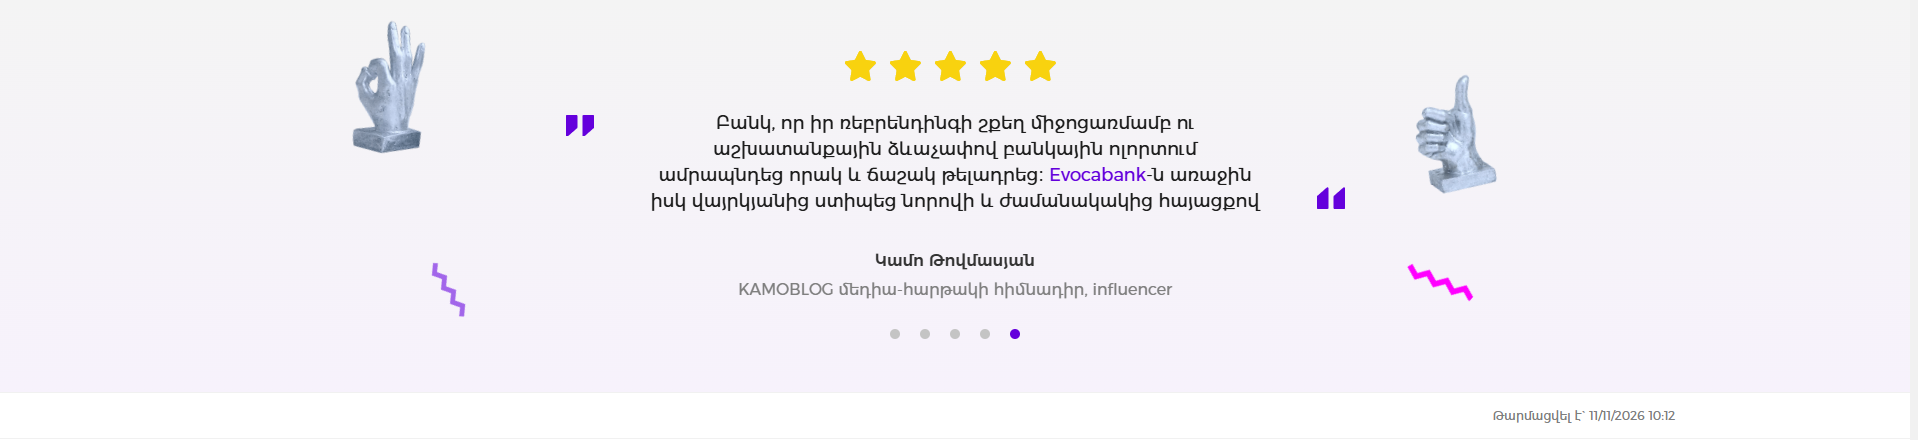 Բանկ, որ իր ռեբրենդինգի շքեղ միջոցառմամբ ու
աշխատանքային ձևաչափով բանկային ոլորտում
ամրապնդեց որակ և ճաշակ թելադրեց: Evocabank-ն առաջին
իսկ վայրկյանից ստիպեց նորովի և ժամանակակից հայացքով
Կամո Թովմասյան
KAMOBLOG մեդիա-հարթակի հիմնադիր, influencer
Թարմացվել է` 11/11/2026 10:12